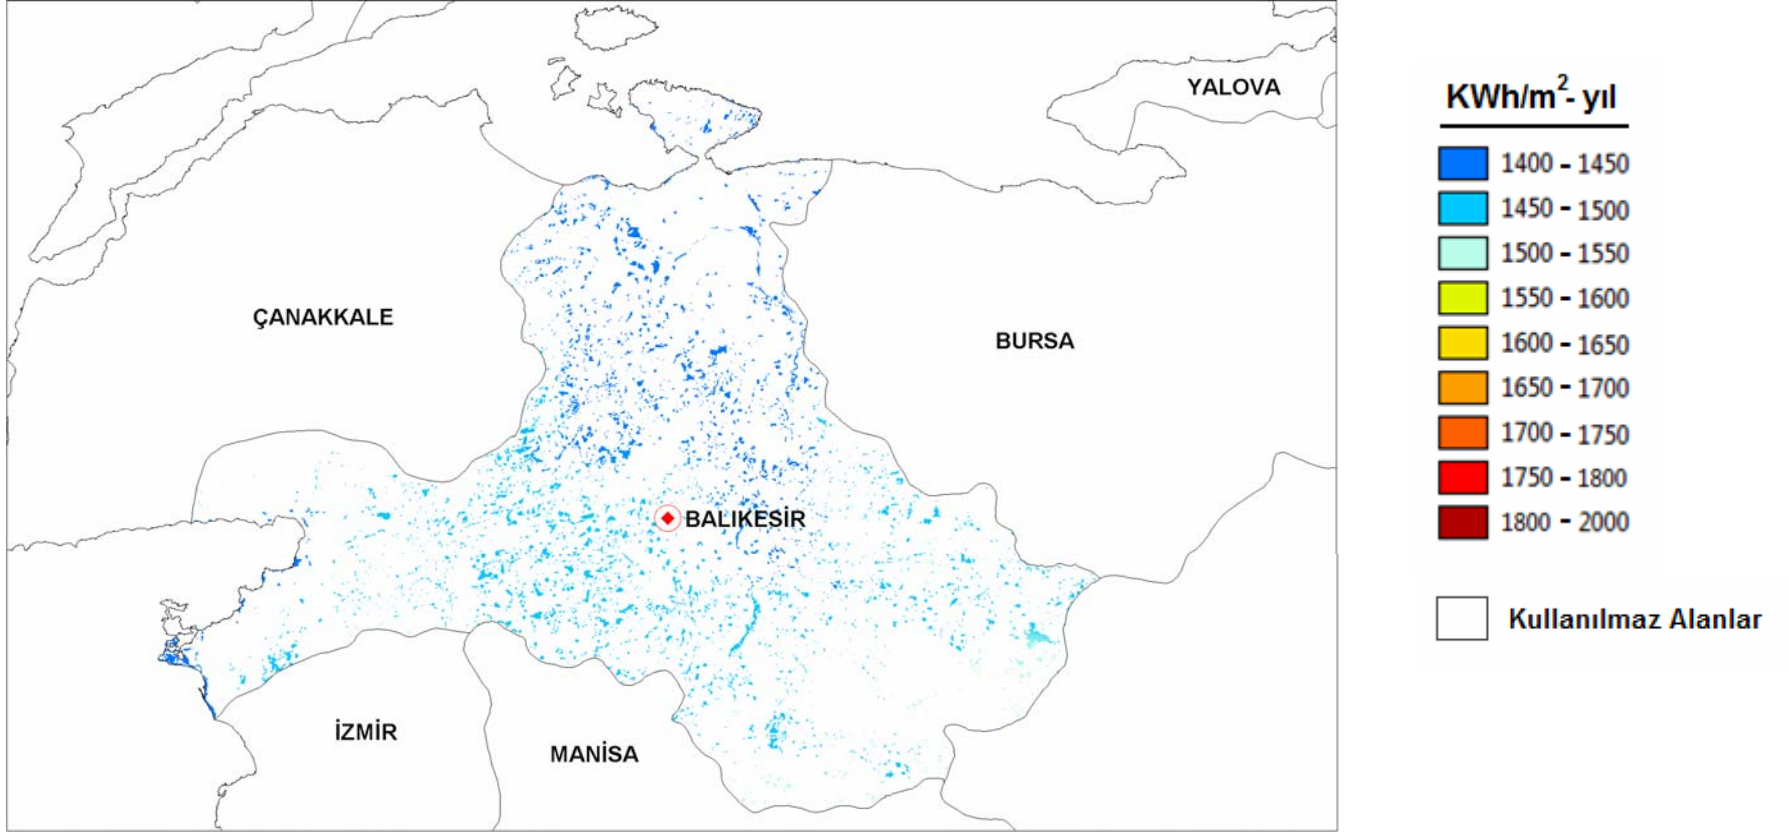 YALOVA
ÇANAKKALE
BURSA
BALIKESİR
İZMİR
MANİSA
KWh/m²- yıl
1400 - 1450
1450 - 1500
1500 - 1550
1550 - 1600
1600 - 1650
1650 - 1700
1700 - 1750
1750 - 1800
1800 - 2000
Kullanılmaz Alanlar